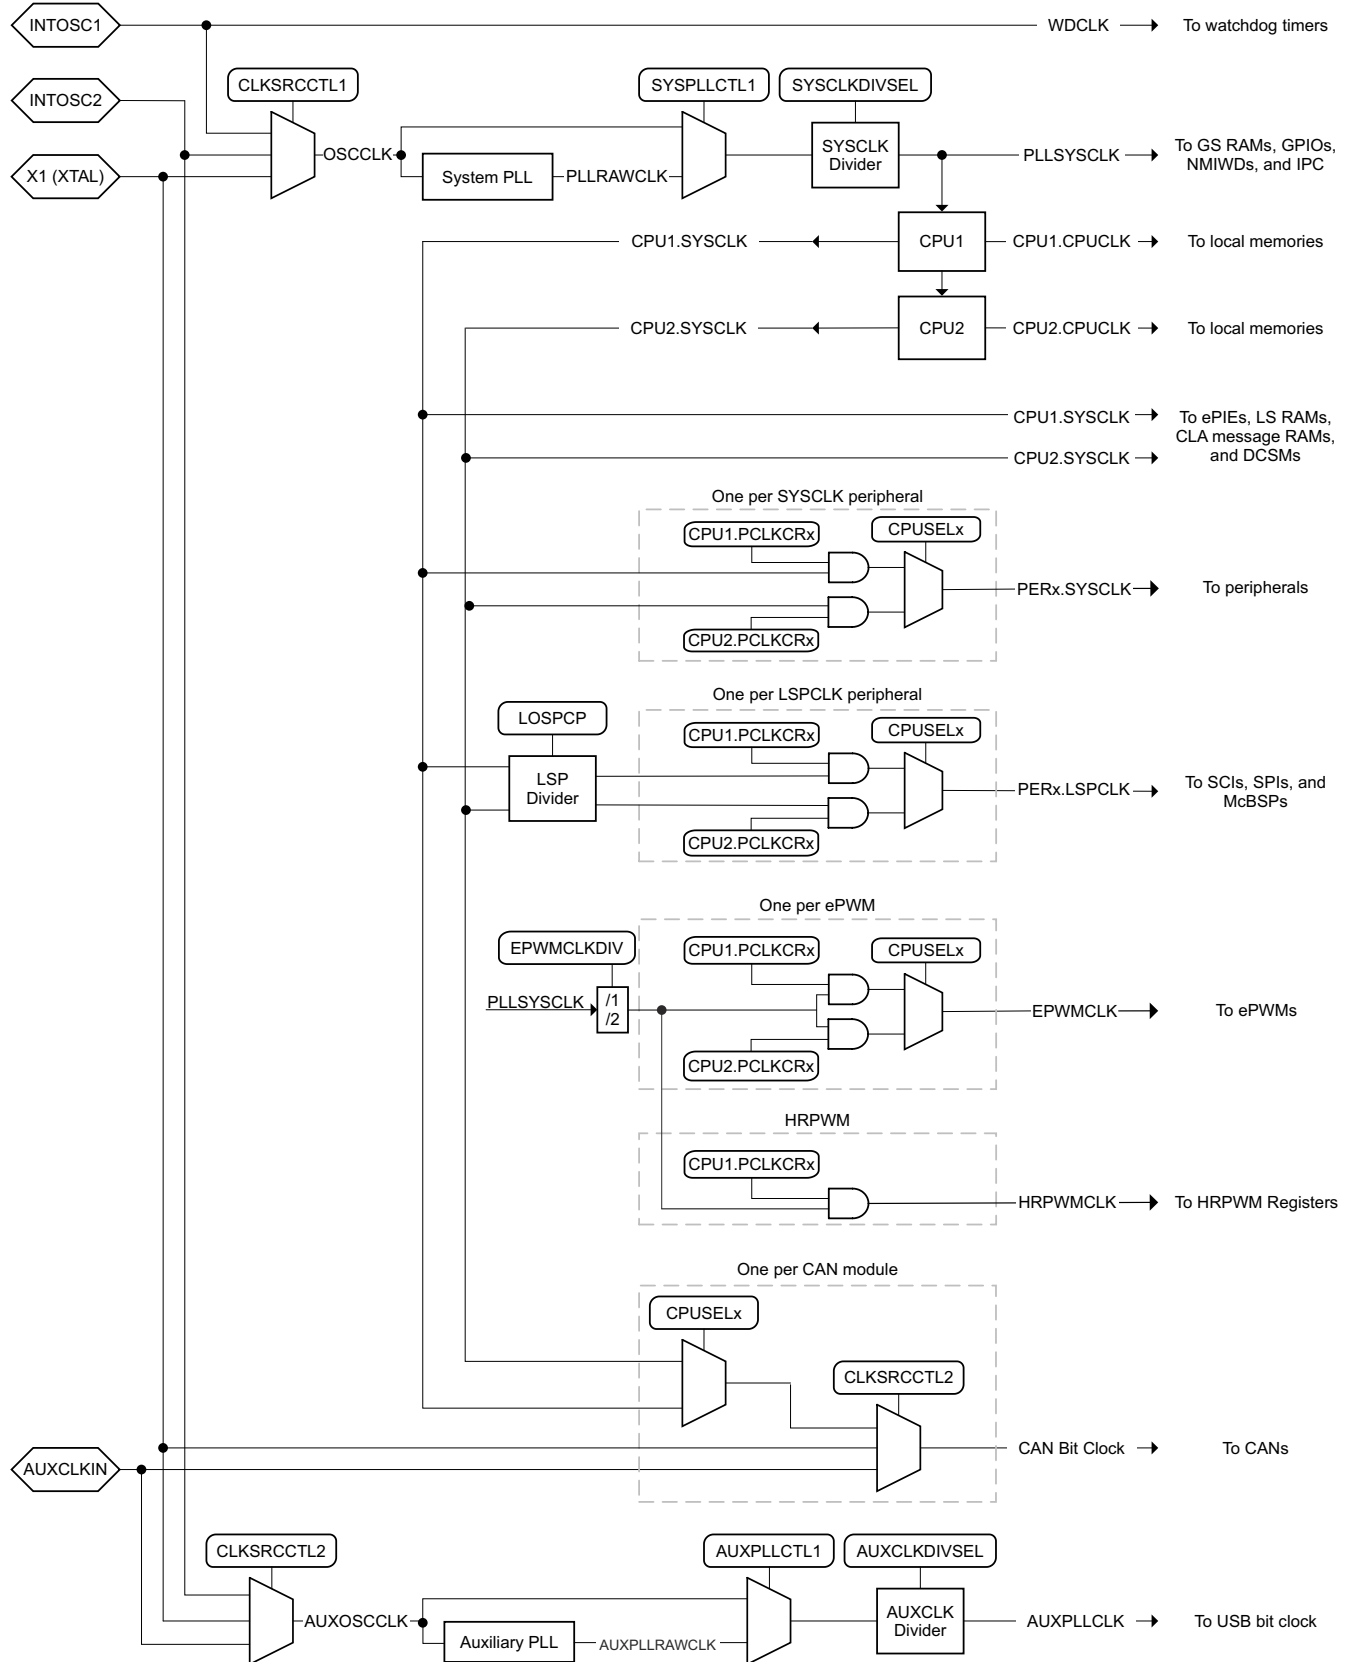 INTOSC1
WDCLK
To watchdog timers
INTOSC2
CLKSRCCTL1
SYSPLLCTL1
SYSCLKDIVSEL
X1 (XTAL)
OSCCLK
System PLL
PLLRAWCLK
SYSCLK
Divider
PLLSYSCLK
To GS RAMs, GPIOs,
NMIWDs, and IPC
CPU1.SYSCLK
CPU1
CPU1.CPUCLK
To local memories
CPU2.SYSCLK
CPU2
CPU2.CPUCLK
To local memories
CPU1.SYSCLK
CPU2.SYSCLK
To ePIEs, LS RAMs,
CLA message RAMs,
and DCSMs
One per SYSCLK peripheral
CPU1.PCLKCRx
CPUSELx
CPU2.PCLKCRx
PERx.SYSCLK
To peripherals
One per LSPCLK peripheral
LOSPCP
LSP
Divider
CPU1.PCLKCRx
CPUSELx
CPU2.PCLKCRx
PERx.LSPCLK
To SCIs, SPIs, and
McBSPs
One per ePWM
EPWMCLKDIV
PLLSYSCLK
/1
/2
CPU1.PCLKCRx
CPUSELx
CPU2.PCLKCRx
EPWMCLK
To ePWMs
HRPWM
CPU1.PCLKCRx
HRPWMCLK
To HRPWM Registers
One per CAN module
CPUSELx
CLKSRCCTL2
CAN Bit Clock
To CANs
AUXCLKIN
CLKSRCCTL2
AUXPLLCTL1
AUXCLKDIVSEL
AUXOSCCLK
Auxiliary PLL
AUXPLLRAWCLK
AUXCLK
Divider
AUXPLLCLK
To USB bit clock